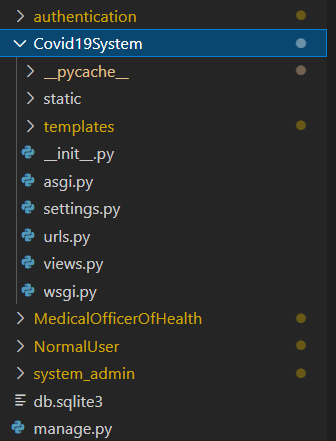 authentication
Covid19System
__pycache__
static
templates
__init__.py
asgi.py
settings.py
urls.py
views.py
wsgi.py
MedicalOfficerOfHealth
NormalUser
system_admin
db.sqlite3
manage.py